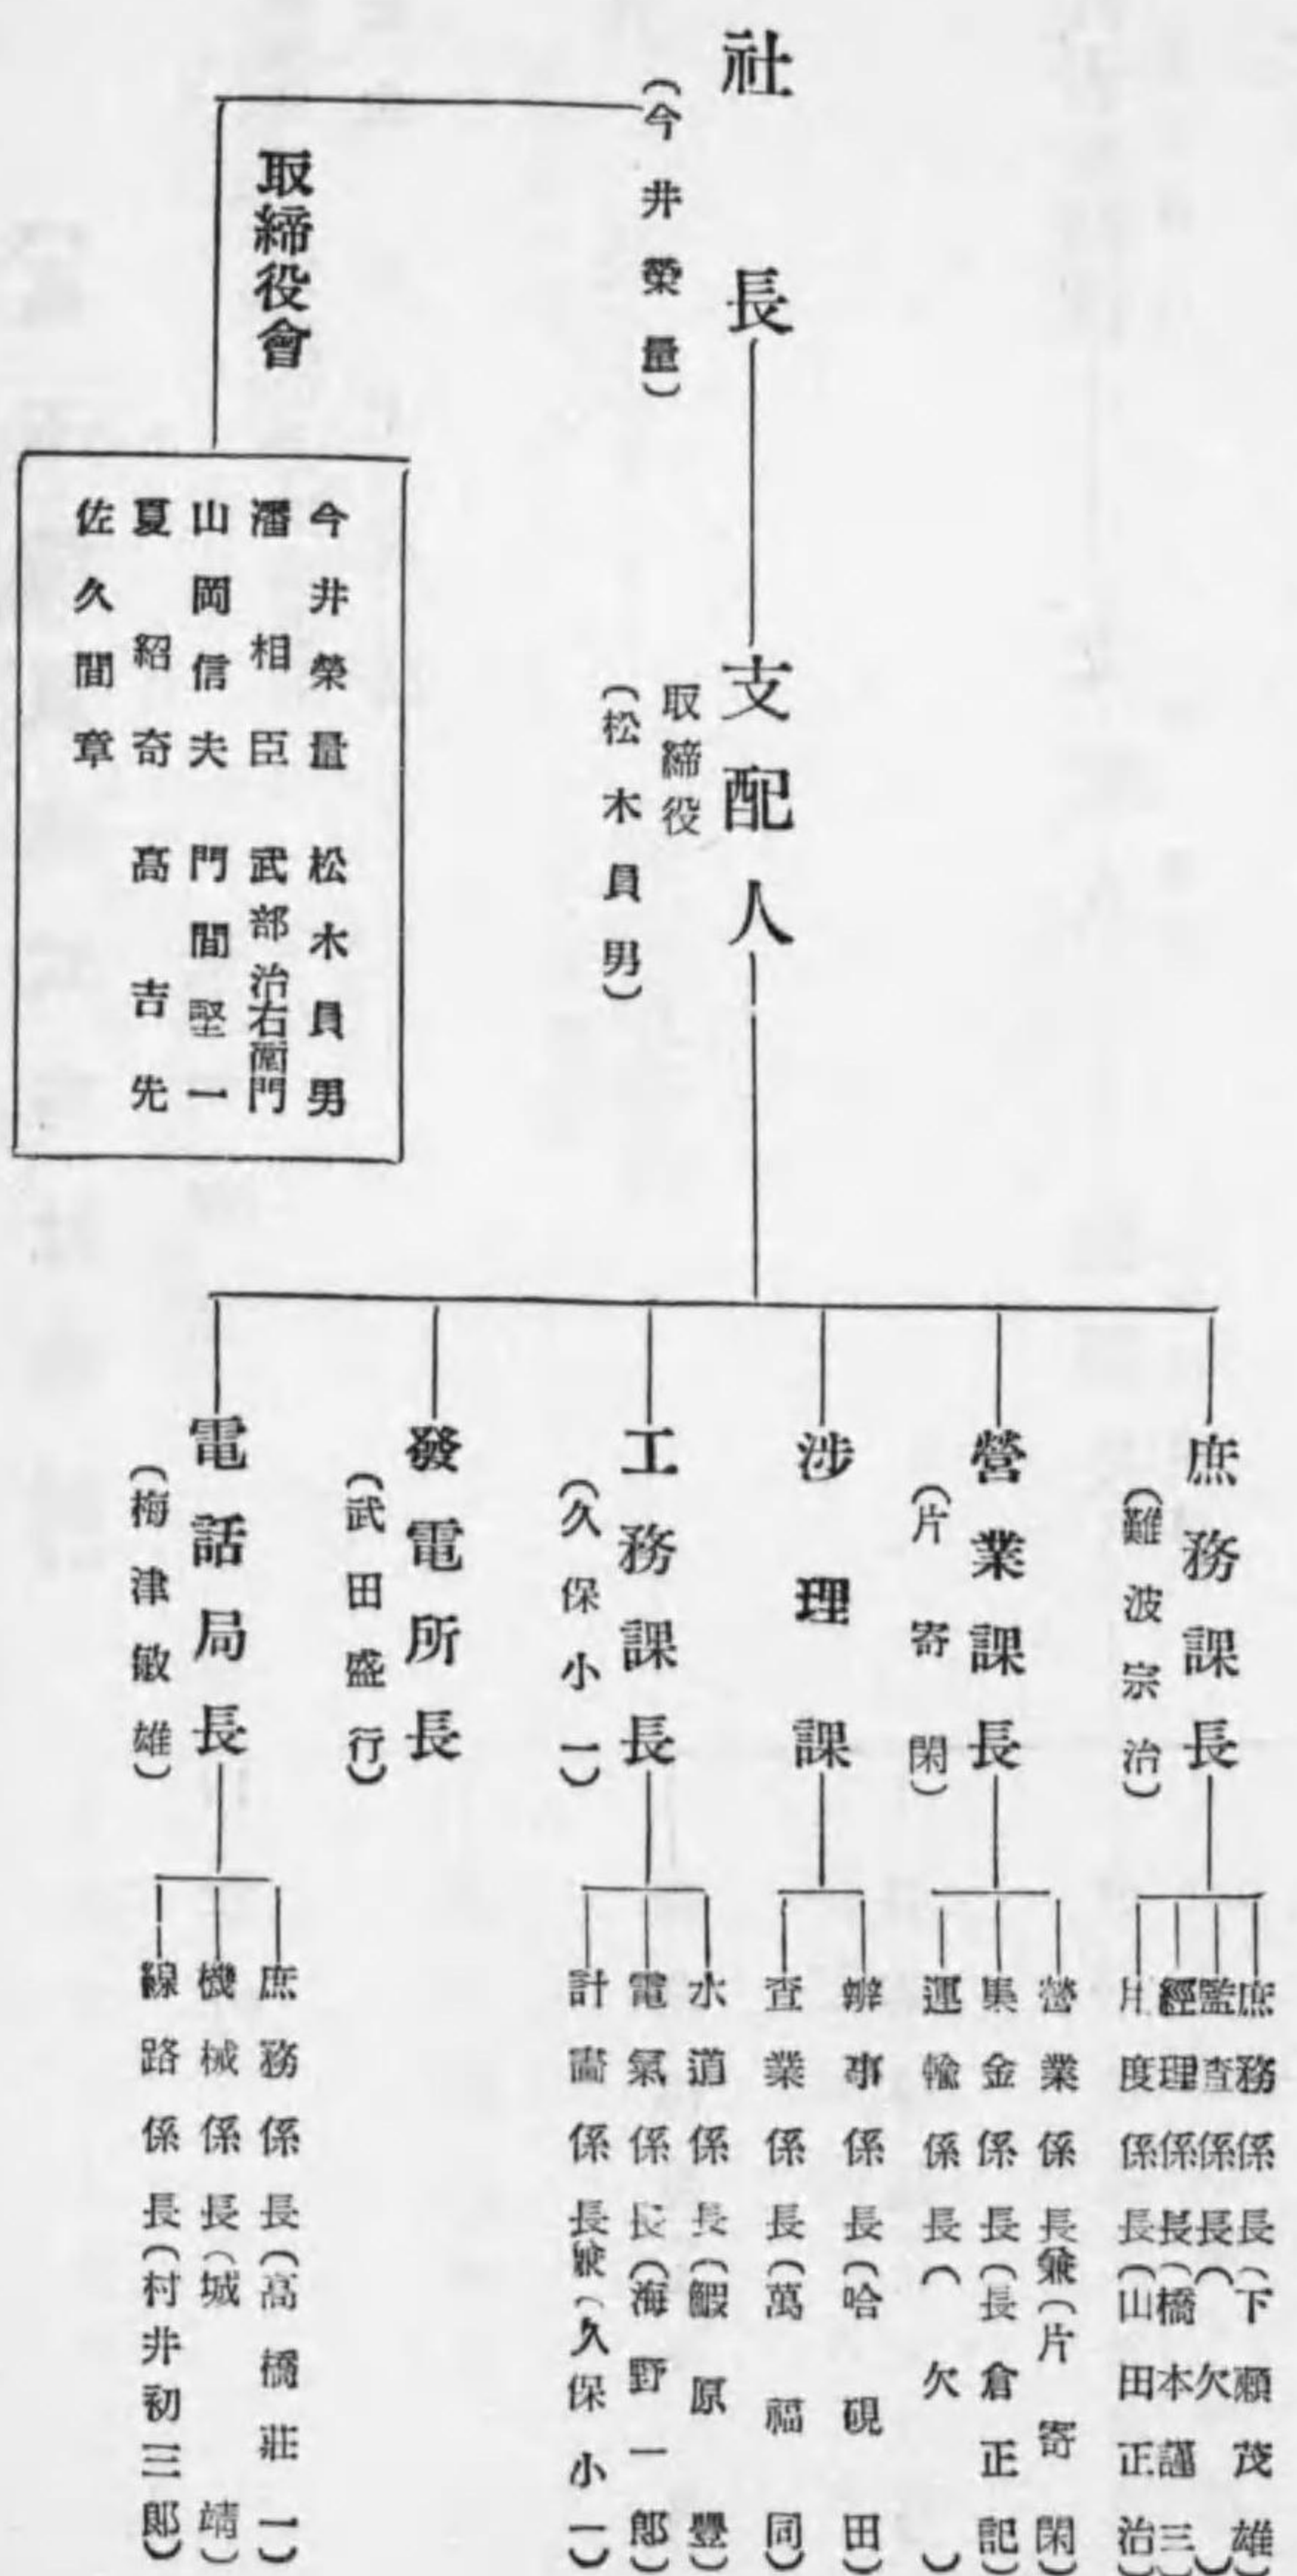 社長
(今井榮量)
取締役會
今井榮量 松木員男
潘相臣 武部治右衞門
山岡信夫 門間堅一
夏紹奇 高吉先
佐久間章
支配人
取締役
(松木員男)
庶務課長
(難波宗治)
庶務係長(下瀬茂雄)
監査係長(欠)
經理係長(橋本謹三)
用度係長(山田正治)
營業課長
(片寄閑)
營業係長兼(片寄閑)
集金係長(長倉正記)
運輸係長(欠)
涉理課
辦事係長(哈硯田)
査業係長(萬福同)
工務課長
(久保小一)
水道係長(鰕原豐)
電氣係長(海野一郎)
計畫係長兼(久保小一)
發電所長
(武田盛行)
電話局長
(梅津敏雄)
庶務係長(高橋莊一)
機械係長(城靖)
線路係長(村井初三郎)